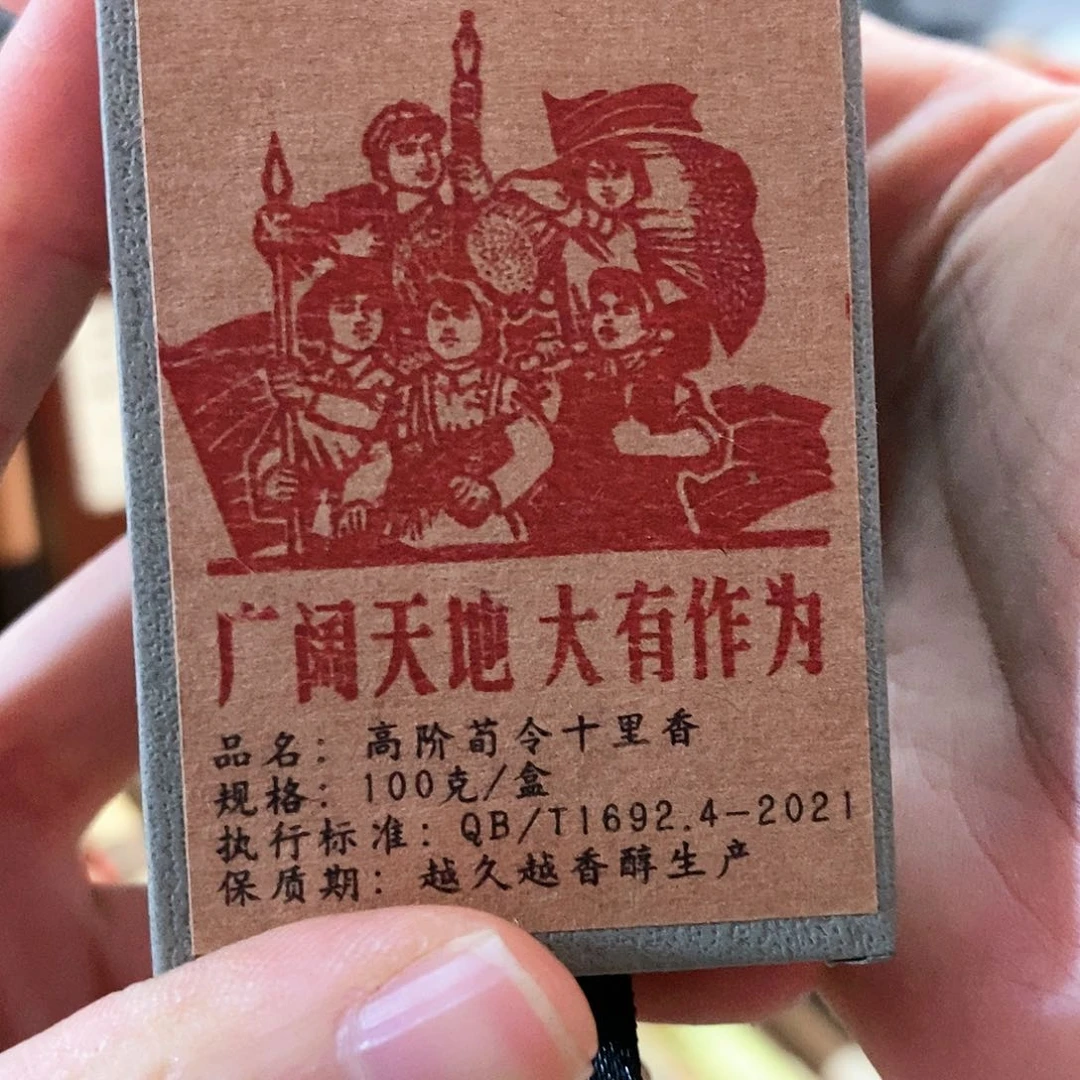 广阔天地 大有作为
品名：高阶荀令十里香
规格：100克/盒
执行标准：QB/T1692.4-2021
保质期：越久越香醇生产